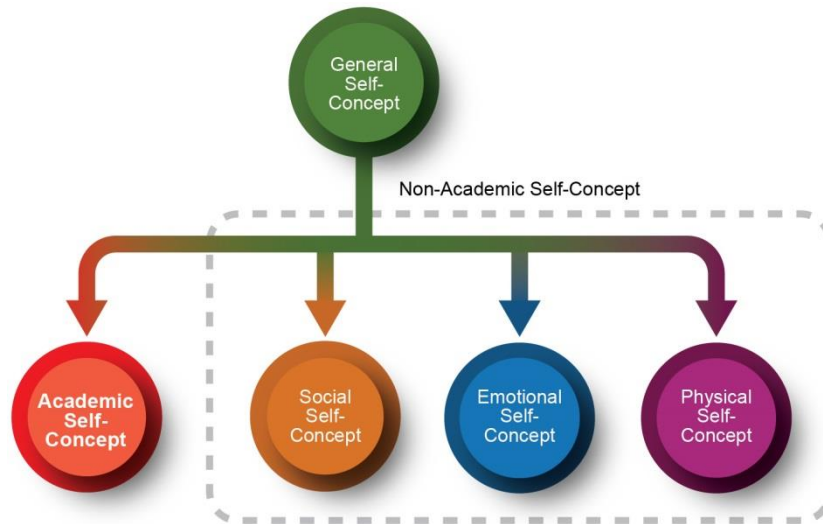 General
Self-
Concept
Non-Academic Self-Concept
Academic
Self-
Concept
Social
Self-
Concept
Emotional
Self-
Concept
Physical
Self-
Concept